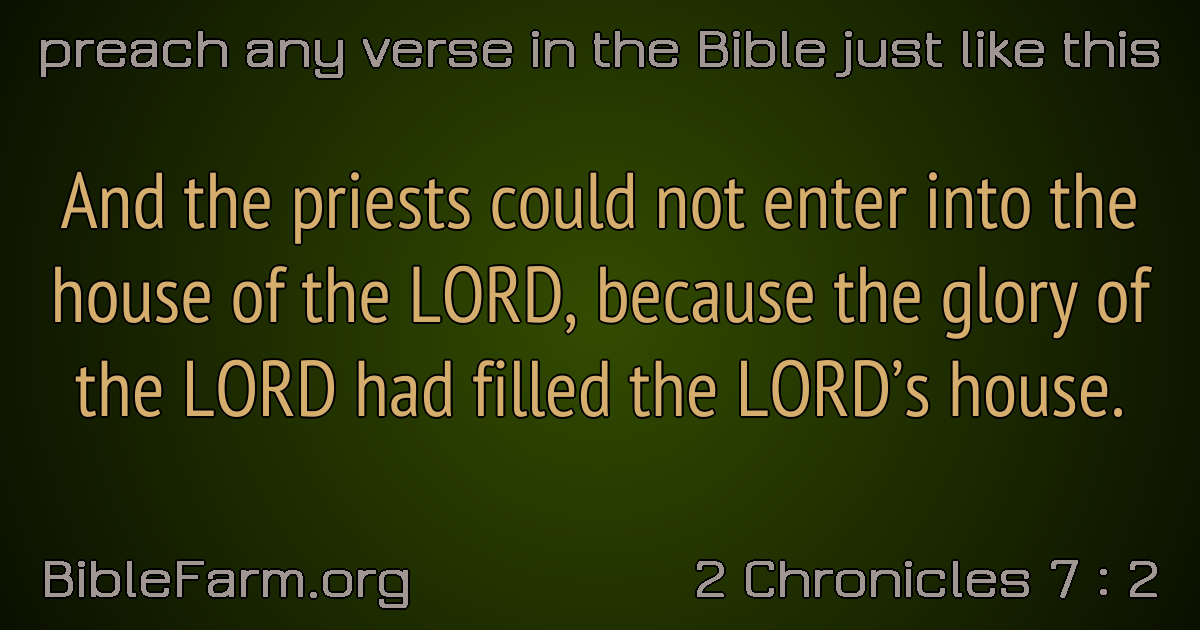 preach any verse in the Bible just like this
And the priests could not enter into the
house of the LORD, because the glory of
the LORD had filled the LORD’s house.
BibleFarm.org
2 Chronicles 7 : 2